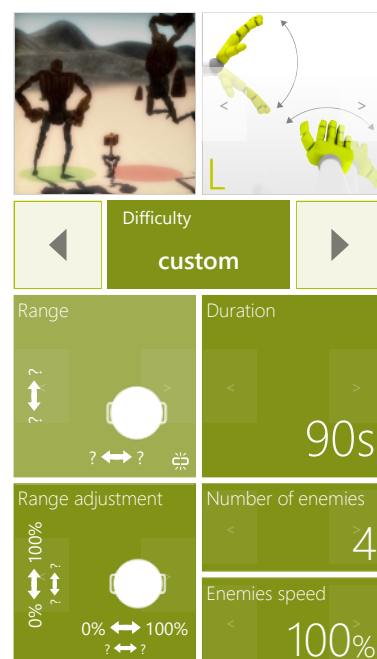 L
Difficulty
custom
Range
? ?
? ?
Duration
90s
Range adjustment
0% 100%
? ?
0% 100%
? ?
Number of enemies
4
Enemies speed
100%